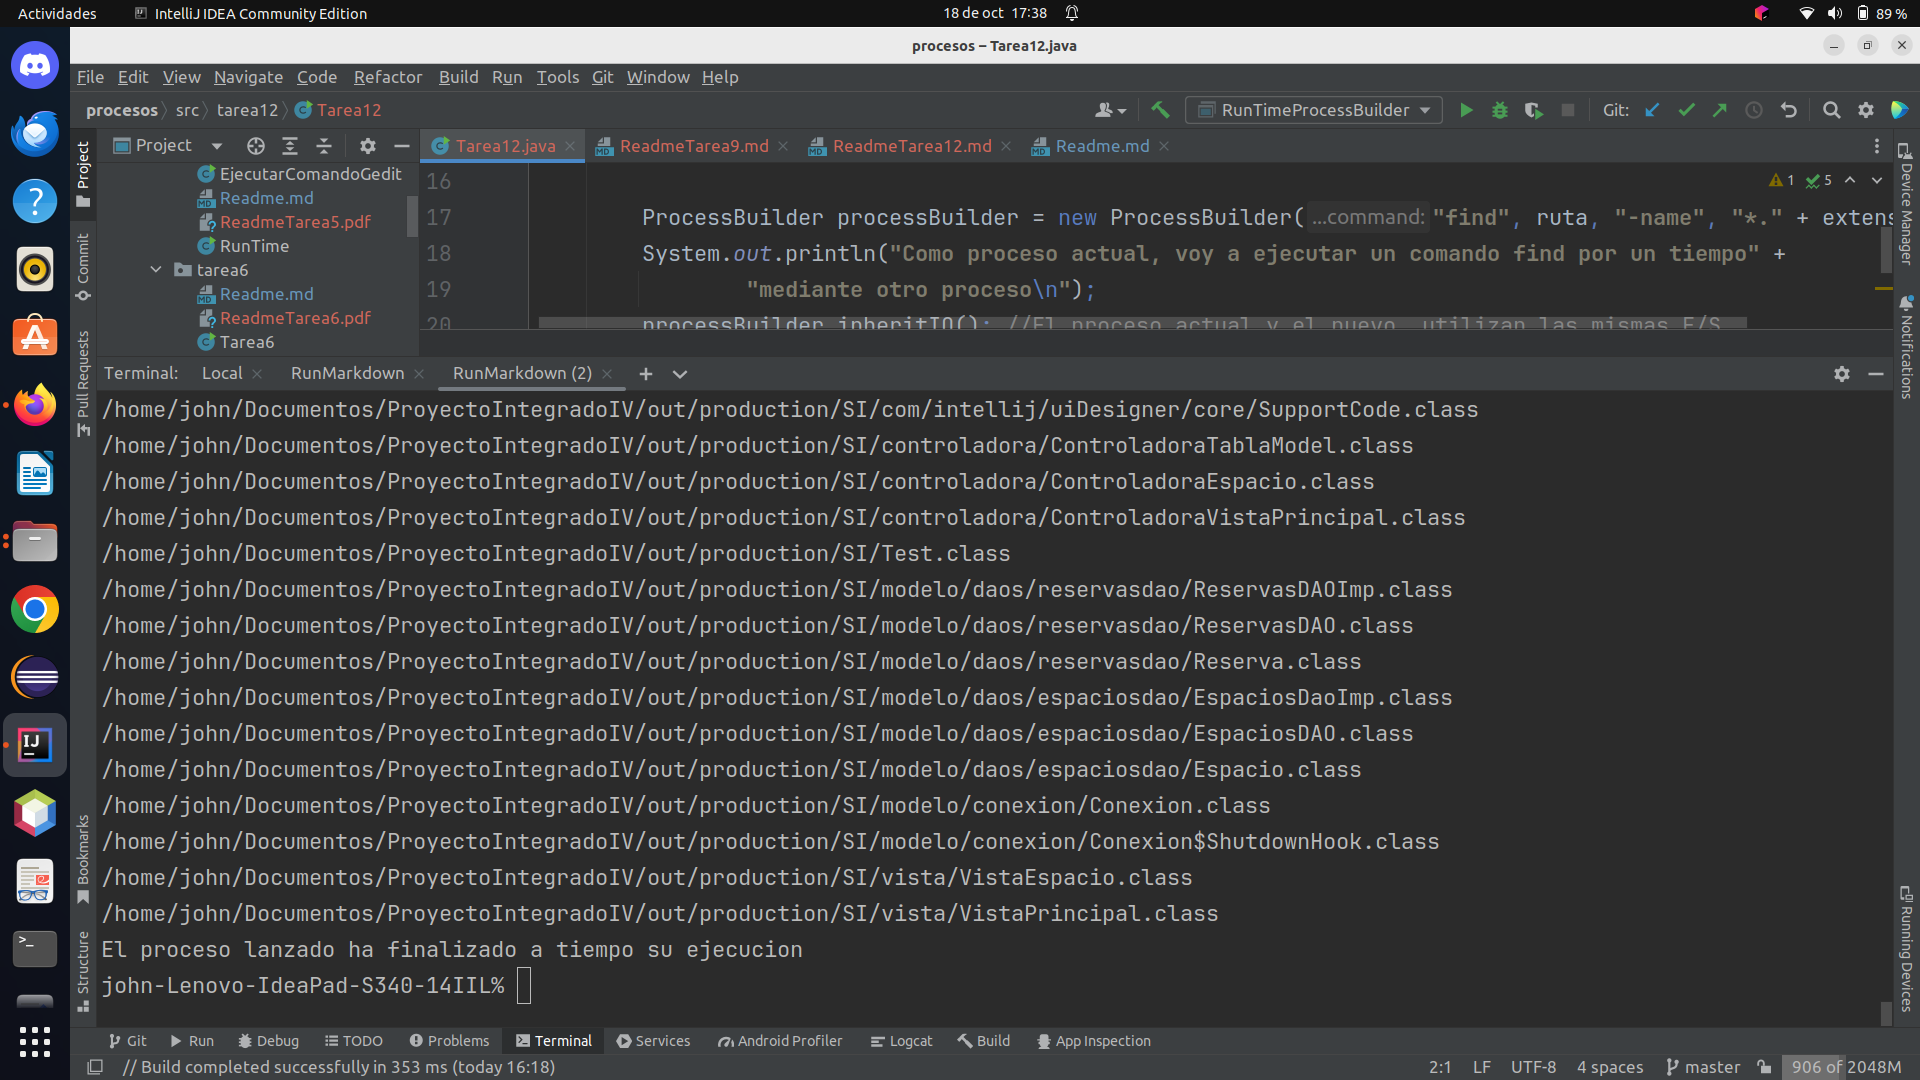 Actividades IntelliJ IDEA Community Edition 18 de oct 17:38 89 %
procesos – Tarea12.java
File Edit View Navigate Code Refactor Build Run Tools Git Window Help
procesos src tarea12 Tarea12 RunTimeProcessBuilder Git:
Project Tarea12.java ReadmeTarea9.md ReadmeTarea12.md Readme.md
EjecutarComandoGedit
Readme.md
ReadmeTarea5.pdf
RunTime
tarea6
Readme.md
ReadmeTarea6.pdf
Tarea6
16 1 5
17 ProcessBuilder processBuilder = new ProcessBuilder( ...command: "find", ruta, "-name", "*." + extens
18 System.out.println("Como proceso actual, voy a ejecutar un comando find por un tiempo" +
19 "mediante otro proceso\n");
20 processBuilder.inheritIO(); //El proceso actual y el nuevo, utilizan las mismas E/S
Terminal: Local RunMarkdown RunMarkdown (2)
/home/john/Documentos/ProyectoIntegradoIV/out/production/SI/com/intellij/uiDesigner/core/SupportCode.class
/home/john/Documentos/ProyectoIntegradoIV/out/production/SI/controladora/ControladoraTablaModel.class
/home/john/Documentos/ProyectoIntegradoIV/out/production/SI/controladora/ControladoraEspacio.class
/home/john/Documentos/ProyectoIntegradoIV/out/production/SI/controladora/ControladoraVistaPrincipal.class
/home/john/Documentos/ProyectoIntegradoIV/out/production/SI/Test.class
/home/john/Documentos/ProyectoIntegradoIV/out/production/SI/modelo/daos/reservasdao/ReservasDAOImp.class
/home/john/Documentos/ProyectoIntegradoIV/out/production/SI/modelo/daos/reservasdao/ReservasDAO.class
/home/john/Documentos/ProyectoIntegradoIV/out/production/SI/modelo/daos/reservasdao/Reserva.class
/home/john/Documentos/ProyectoIntegradoIV/out/production/SI/modelo/daos/espaciosdao/EspaciosDaoImp.class
/home/john/Documentos/ProyectoIntegradoIV/out/production/SI/modelo/daos/espaciosdao/EspaciosDAO.class
/home/john/Documentos/ProyectoIntegradoIV/out/production/SI/modelo/daos/espaciosdao/Espacio.class
/home/john/Documentos/ProyectoIntegradoIV/out/production/SI/modelo/conexion/Conexion.class
/home/john/Documentos/ProyectoIntegradoIV/out/production/SI/modelo/conexion/Conexion$ShutdownHook.class
/home/john/Documentos/ProyectoIntegradoIV/out/production/SI/vista/VistaEspacio.class
/home/john/Documentos/ProyectoIntegradoIV/out/production/SI/vista/VistaPrincipal.class
El proceso lanzado ha finalizado a tiempo su ejecucion
john-Lenovo-IdeaPad-S340-14IIL%
Project
Commit
Pull Requests
Bookmarks
Structure
Device Manager
Notifications
Running Devices
Git Run Debug TODO Problems Terminal Services Android Profiler Logcat Build App Inspection
// Build completed successfully in 353 ms (today 16:18) 2:1 LF UTF-8 4 spaces master 906 of 2048M